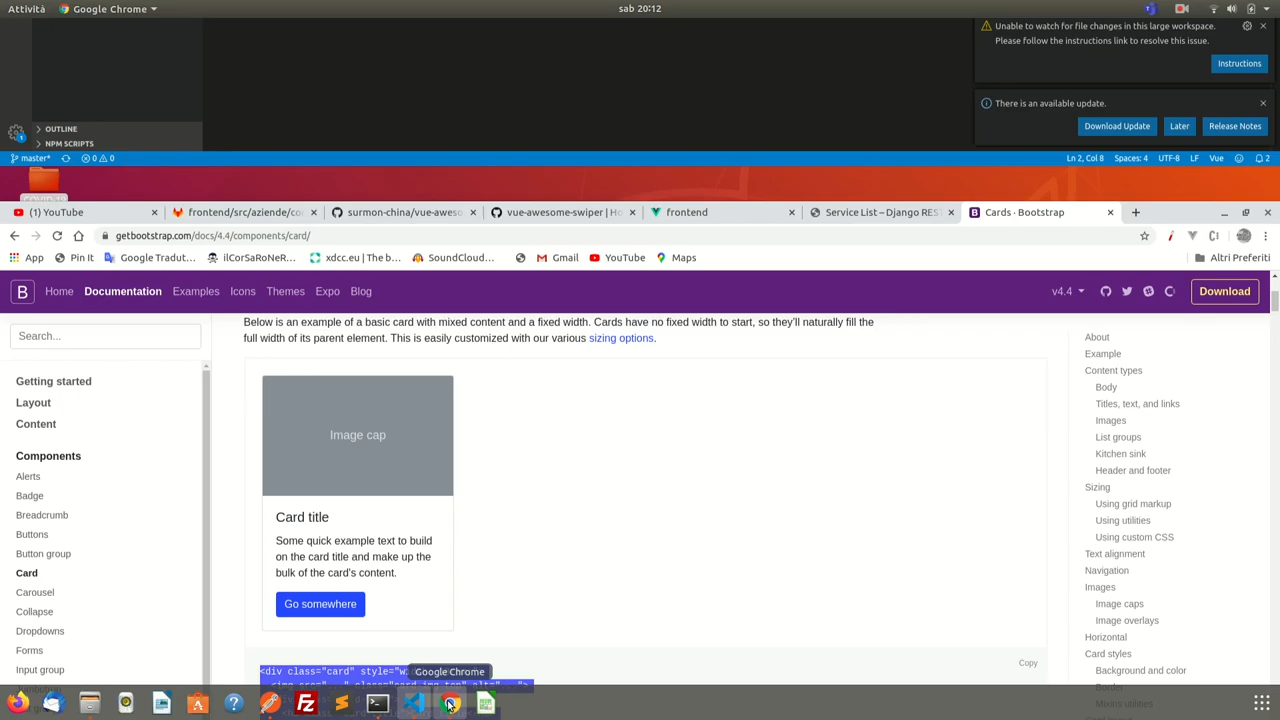 Attività
Google Chrome
sab 20:12
Unable to watch for file changes in this large workspace.
Please follow the instructions link to resolve this issue.
Instructions
There is an available update.
Download Update
Later
Release Notes
OUTLINE
NPM SCRIPTS
master*
0
0
Ln 2, Col 8
Spaces: 4
UTF-8
LF
Vue
2
(1) YouTube
frontend/src/aziende/co
surmon-china/vue-aweso
vue-awesome-swiper | Ho
frontend
Service List – Django RES
Cards · Bootstrap
getbootstrap.com/docs/4.4/components/card/
App
Pin It
Google Tradut...
ilCorSaRoNeR...
xdcc.eu | The b...
SoundCloud...
Gmail
YouTube
Maps
Altri Preferiti
B
Home
Documentation
Examples
Icons
Themes
Expo
Blog
v4.4
Download
Below is an example of a basic card with mixed content and a fixed width. Cards have no fixed width to start, so they'll naturally fill the
full width of its parent element. This is easily customized with our various sizing options.
Search...
Getting started
Layout
Content
Components
Alerts
Badge
Breadcrumb
Buttons
Button group
Card
Carousel
Collapse
Dropdowns
Forms
Input group
Image cap
Card title
Some quick example text to build
on the card title and make up the
bulk of the card's content.
Go somewhere
Copy
<div class="card" style="w
Google Chrome
About
Example
Content types
Body
Titles, text, and links
Images
List groups
Kitchen sink
Header and footer
Sizing
Using grid markup
Using utilities
Using custom CSS
Text alignment
Navigation
Images
Image caps
Image overlays
Horizontal
Card styles
Background and color
Border
Mixins utilities